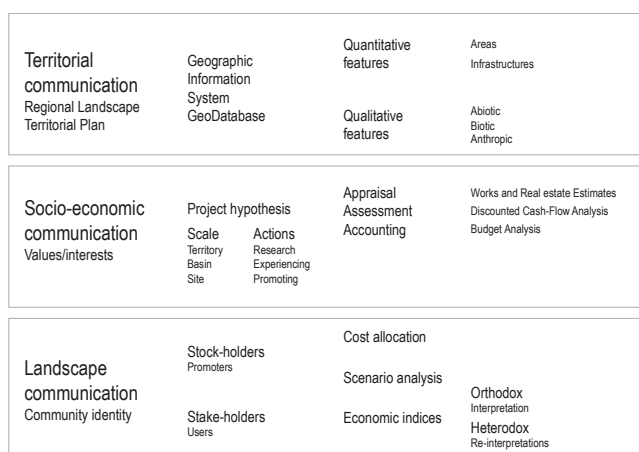 Territorial
communication
Regional Landscape
Territorial Plan
Geographic
Information
System
GeoDatabase
Quantitative
features
Areas
Infrastructures
Qualitative
features
Abiotic
Biotic
Anthropic
Socio-economic
communication
Values/interests
Project hypothesis
Scale
Territory
Basin
Site
Actions
Research
Experiencing
Promoting
Appraisal
Assessment
Accounting
Works and Real estate Estimates
Discounted Cash-Flow Analysis
Budget Analysis
Landscape
communication
Community identity
Stock-holders
Promoters
Stake-holders
Users
Cost allocation
Scenario analysis
Economic indices
Orthodox
Interpretation
Heterodox
Re-interpretations